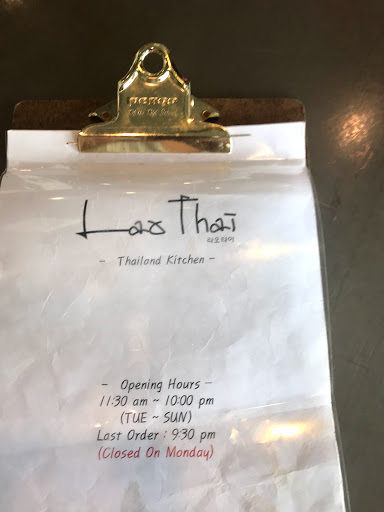 penco
Lao Thai
라오타이
- Thailand Kitchen -
- Opening Hours -
11:30 am ~ 10:00 pm
(TUE ~ SUN)
Last Order : 9:30 pm
(Closed On Monday)